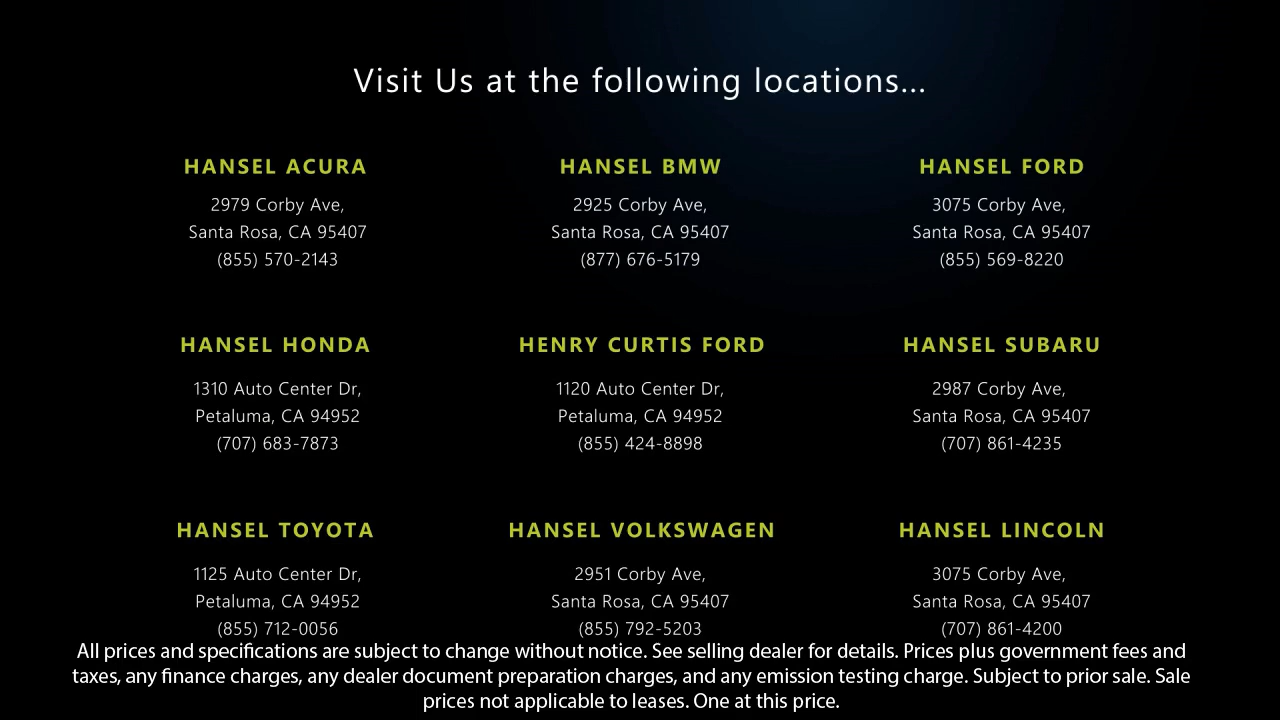 Visit Us at the following locations...
HANSEL ACURA
2979 Corby Ave,
Santa Rosa, CA 95407
(855) 570-2143
HANSEL BMW
2925 Corby Ave,
Santa Rosa, CA 95407
(877) 676-5179
HANSEL FORD
3075 Corby Ave,
Santa Rosa, CA 95407
(855) 569-8220
HANSEL HONDA
1310 Auto Center Dr,
Petaluma, CA 94952
(707) 683-7873
HENRY CURTIS FORD
1120 Auto Center Dr,
Petaluma, CA 94952
(855) 424-8898
HANSEL SUBARU
2987 Corby Ave,
Santa Rosa, CA 95407
(707) 861-4235
HANSEL TOYOTA
1125 Auto Center Dr,
Petaluma, CA 94952
(855) 712-0056
HANSEL VOLKSWAGEN
2951 Corby Ave,
Santa Rosa, CA 95407
(855) 792-5203
HANSEL LINCOLN
3075 Corby Ave,
Santa Rosa, CA 95407
(707) 861-4200
All prices and specifications are subject to change without notice. See selling dealer for details. Prices plus government fees and
taxes, any finance charges, any dealer document preparation charges, and any emission testing charge. Subject to prior sale. Sale
prices not applicable to leases. One at this price.